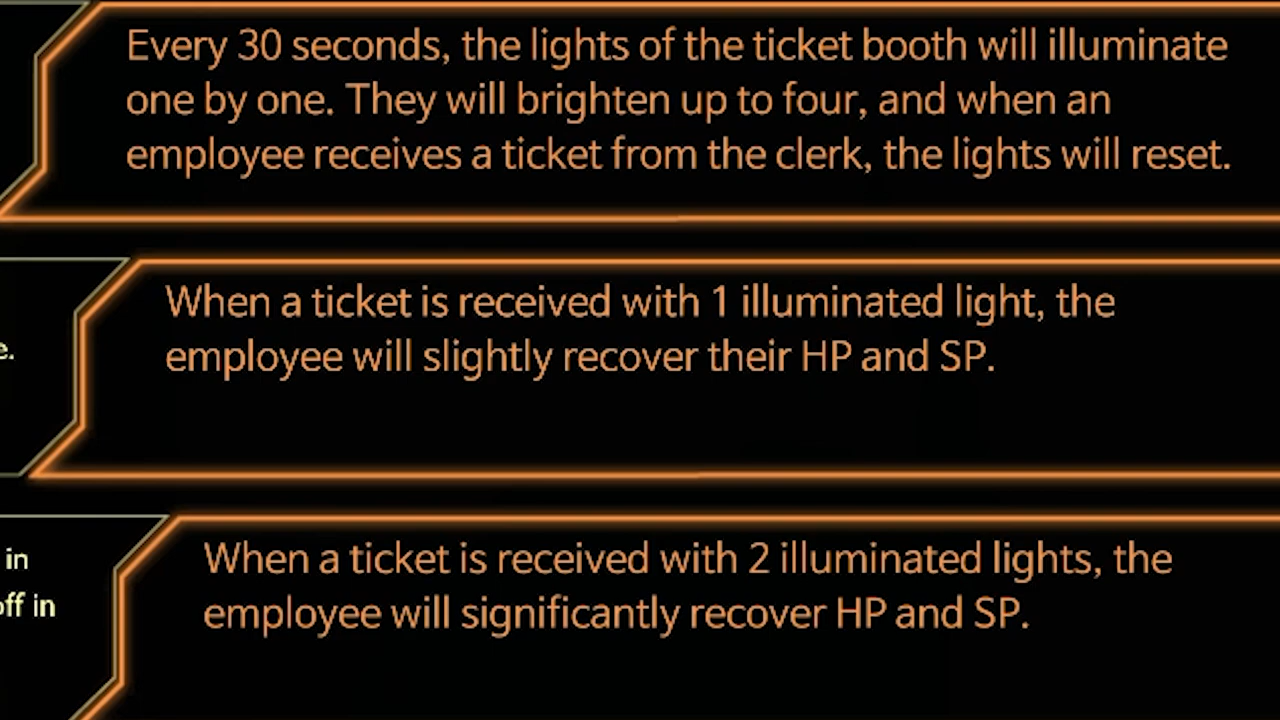 Every 30 seconds, the lights of the ticket booth will illuminate
one by one. They will brighten up to four, and when an
employee receives a ticket from the clerk, the lights will reset.
When a ticket is received with 1 illuminated light, the
employee will slightly recover their HP and SP.
When a ticket is received with 2 illuminated lights, the
in
off in
employee will significantly recover HP and SP.